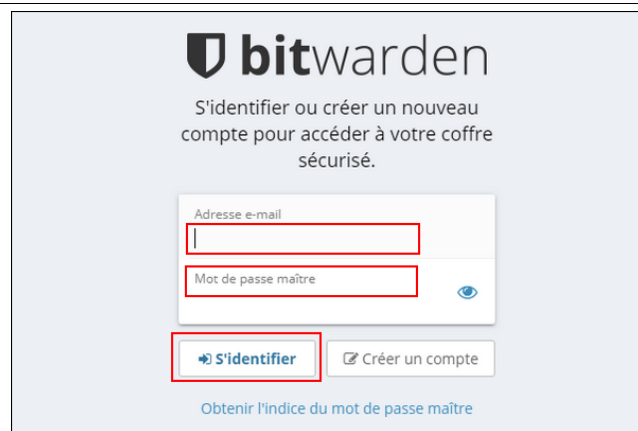 bitwarden
S'identifier ou créer un nouveau
compte pour accéder à votre coffre
sécurisé.
Adresse e-mail
Mot de passe maître
S'identifier
Créer un compte
Obtenir l'indice du mot de passe maître